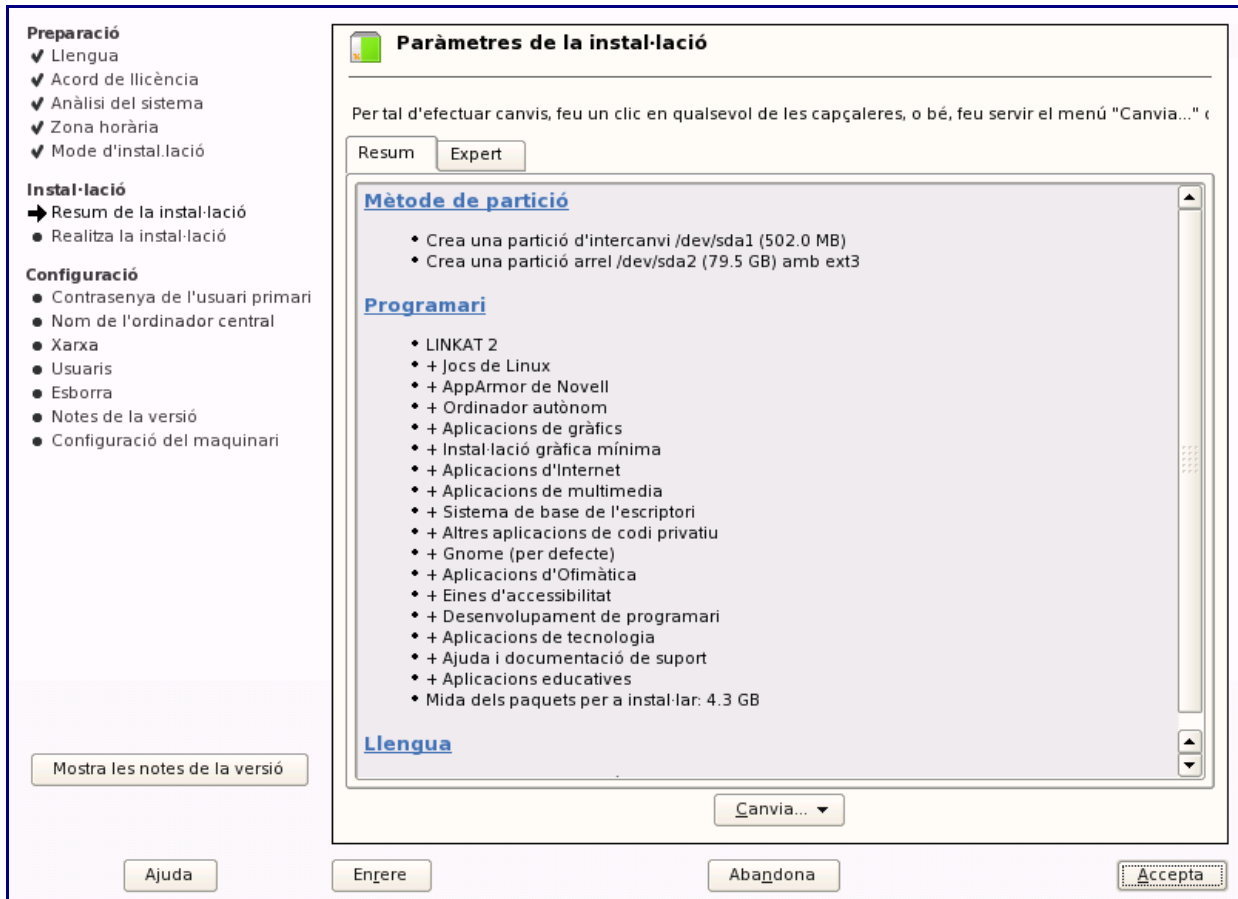 Preparació
Llengua
Acord de llicència
Anàlisi del sistema
Zona horària
Mode d'instal.lació
Instal·lació
Resum de la instal·lació
Realitza la instal·lació
Configuració
Contrasenya de l'usuari primari
Nom de l'ordinador central
Xarxa
Usuaris
Esborra
Notes de la versió
Configuració del maquinari
Mostra les notes de la versió
Paràmetres de la instal·lació
Per tal d'efectuar canvis, feu un clic en qualsevol de les capçaleres, o bé, feu servir el menú "Canvia..."
Resum
Expert
Mètode de partició
• Crea una partició d'intercanvi /dev/sda1 (502.0 MB)
• Crea una partició arrel /dev/sda2 (79.5 GB) amb ext3
Programari
• LINKAT 2
• + Jocs de Linux
• + AppArmor de Novell
• + Ordinador autònom
• + Aplicacions de gràfics
• + Instal·lació gràfica mínima
• + Aplicacions d'Internet
• + Aplicacions de multimedia
• + Sistema de base de l'escriptori
• + Altres aplicacions de codi privatiu
• + Gnome (per defecte)
• + Aplicacions d'Ofimàtica
• + Eines d'accessibilitat
• + Desenvolupament de programari
• + Aplicacions de tecnologia
• + Ajuda i documentació de suport
• + Aplicacions educatives
• Mida dels paquets per a instal·lar: 4.3 GB
Llengua
Canvia...
Ajuda
Enrere
Abandona
Accepta